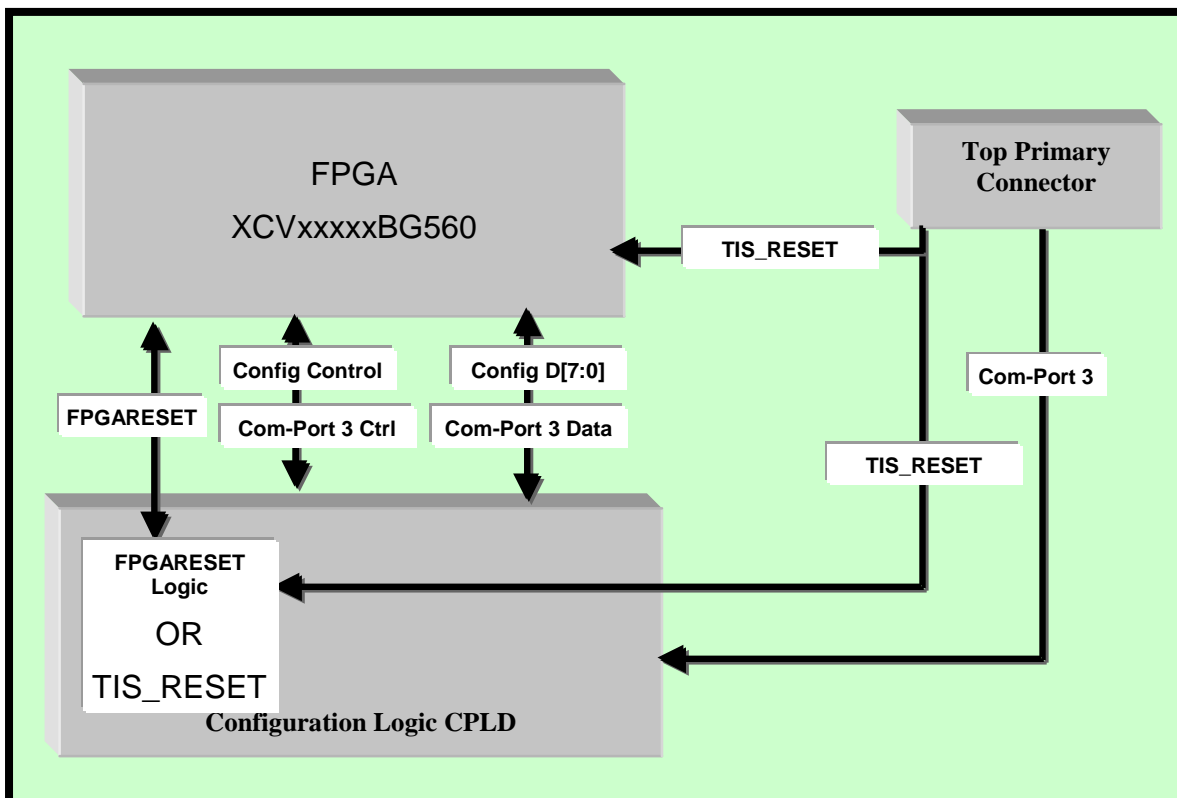 FPGA
XCVxxxxxBG560
Top Primary
Connector
TIS_RESET
Config Control
Config D[7:0]
Com-Port 3
FPGARESET
Com-Port 3 Ctrl
Com-Port 3 Data
TIS_RESET
FPGARESET
Logic
OR
TIS_RESET
Configuration Logic CPLD